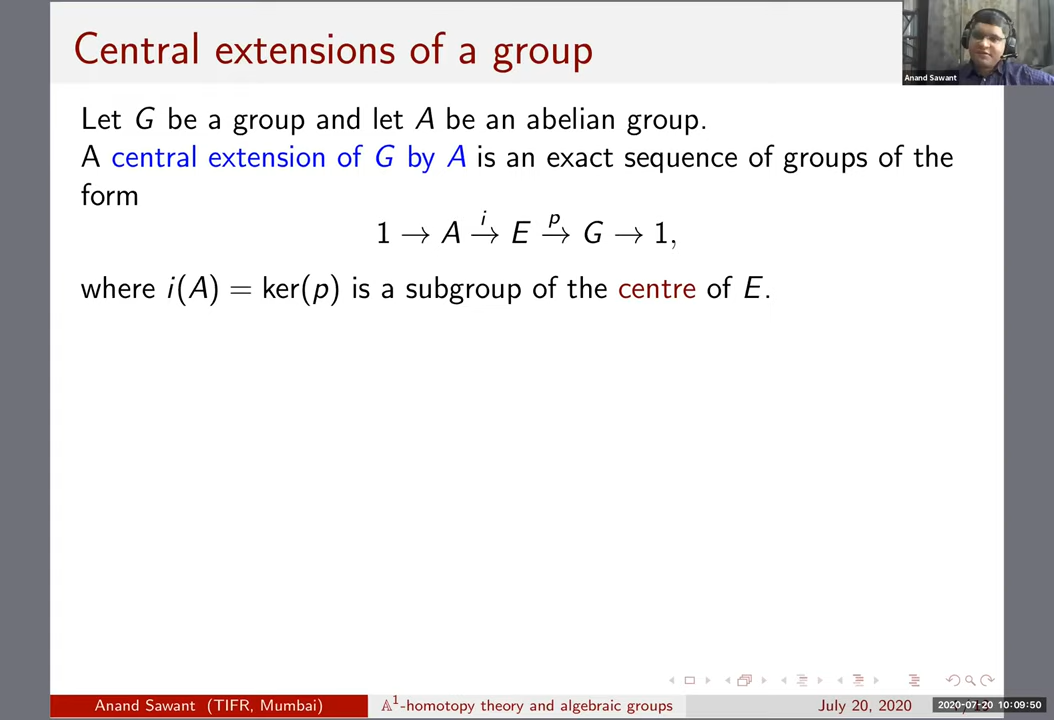 Central extensions of a group
Anand Sawant
Let G be a group and let A be an abelian group.
A central extension of G by A is an exact sequence of groups of the
form
1 → A →^i E →^p G → 1,
where i(A) = ker(p) is a subgroup of the centre of E.
Anand Sawant (TIFR, Mumbai)
𝔸¹-homotopy theory and algebraic groups
July 20, 2020
2020-07-20 10:09:50